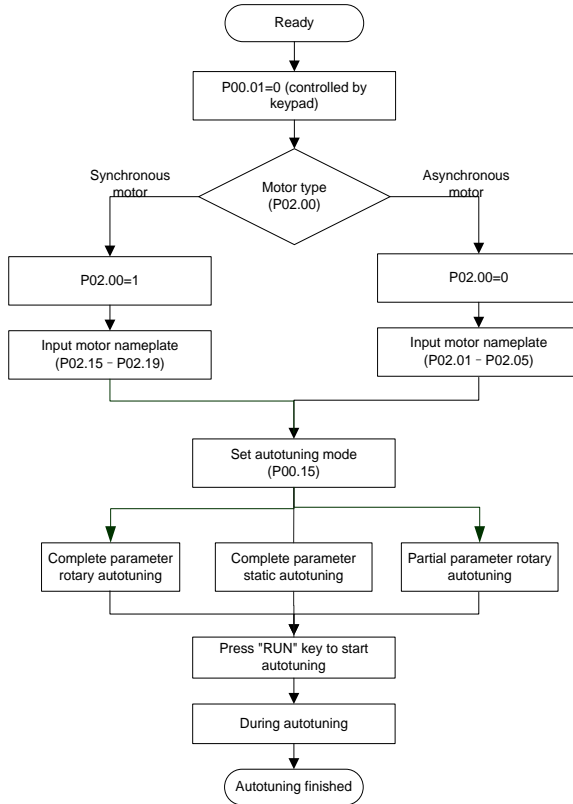 Ready
P00.01=0 (controlled by
keypad)
Synchronous
motor
Motor type
(P02.00)
Asynchronous
motor
P02.00=1
P02.00=0
Input motor nameplate
(P02.15–P02.19)
Input motor nameplate
(P02.01–P02.05)
Set autotuning mode
(P00.15)
Complete parameter
rotary autotuning
Complete parameter
static autotuning
Partial parameter rotary
autotuning
Press "RUN" key to start
autotuning
During autotuning
Autotuning finished